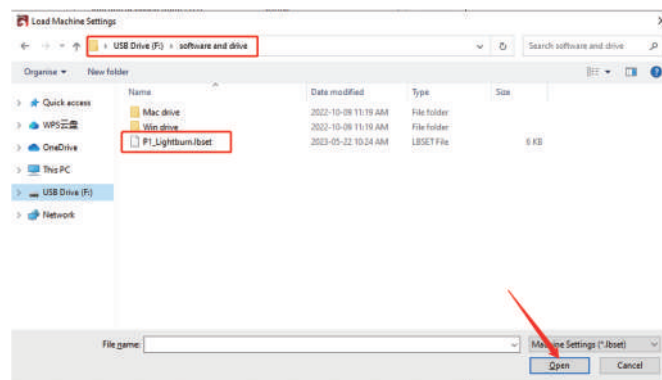 Load Machine Settings
USB Drive (F:) › software and drive
Search software and drive
Organise
New folder
Name
Date modified
Type
Size
Quick access
WPS云盘
OneDrive
This PC
USB Drive (F:)
Network
Mac drive
2022-10-09 11:19 AM
File folder
Win drive
2022-10-09 11:19 AM
File folder
P1_Lightburn.lbset
2023-05-22 10:24 AM
LBSET File
6 KB
File name:
Machine Settings (*.lbset)
Open
Cancel